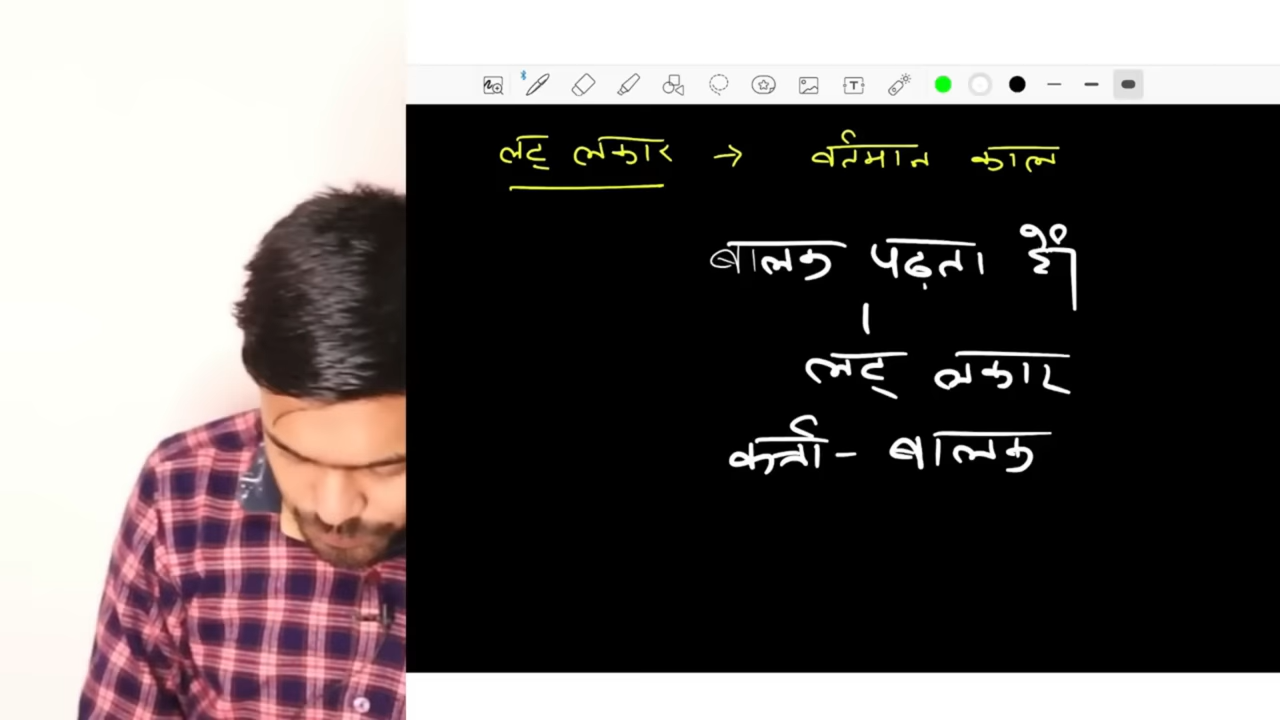 लट् लकार → वर्तमान काल
बालक पढ़ता है।
लट् लकार
कर्ता - बालक